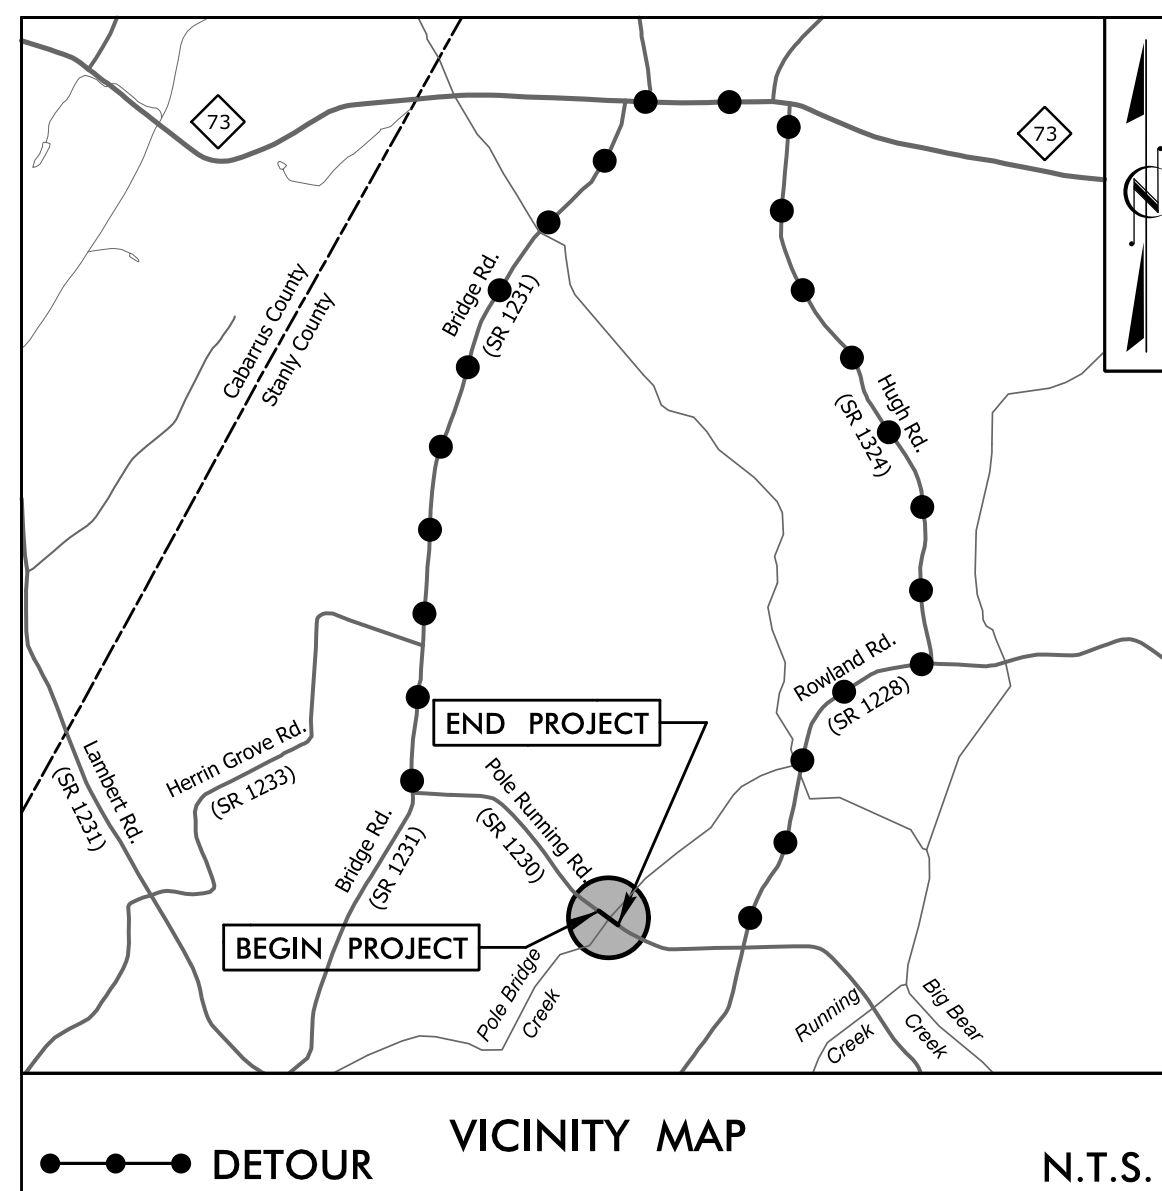 73
73
Bridge Rd.
(SR 1231)
Cabarrus County
Stanly County
Hugh Rd.
(SR 1324)
Rowland Rd.
(SR 1228)
END PROJECT
Lambert Rd.
(SR 1231)
Herrin Grove Rd.
(SR 1233)
Pole Running Rd.
(SR 1230)
Bridge Rd.
(SR 1231)
BEGIN PROJECT
Pole Bridge
Creek
Running
Creek
Big Bear
Creek
VICINITY MAP
DETOUR
N.T.S.